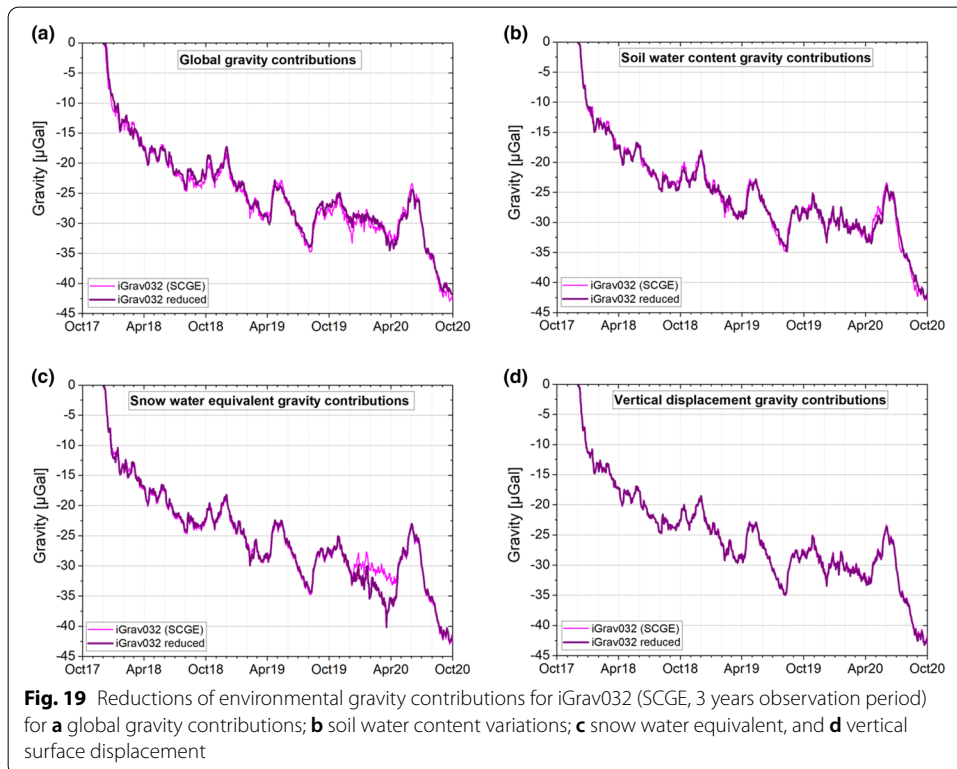 (a)
Global gravity contributions
Gravity [µGal]
0
-5
-10
-15
-20
-25
-30
-35
-40
-45
iGrav032 (SCGE)
iGrav032 reduced
Oct17 Apr18 Oct18 Apr19 Oct19 Apr20 Oct20
(b)
Soil water content gravity contributions
Gravity [µGal]
0
-5
-10
-15
-20
-25
-30
-35
-40
-45
iGrav032 (SCGE)
iGrav032 reduced
Oct17 Apr18 Oct18 Apr19 Oct19 Apr20 Oct20
(c)
Snow water equivalent gravity contributions
Gravity [µGal]
0
-5
-10
-15
-20
-25
-30
-35
-40
-45
iGrav032 (SCGE)
iGrav032 reduced
Oct17 Apr18 Oct18 Apr19 Oct19 Apr20 Oct20
(d)
Vertical displacement gravity contributions
Gravity [µGal]
0
-5
-10
-15
-20
-25
-30
-35
-40
-45
iGrav032 (SCGE)
iGrav032 reduced
Oct17 Apr18 Oct18 Apr19 Oct19 Apr20 Oct20
Fig. 19 Reductions of environmental gravity contributions for iGrav032 (SCGE, 3 years observation period)
for a global gravity contributions; b soil water content variations; c snow water equivalent, and d vertical
surface displacement